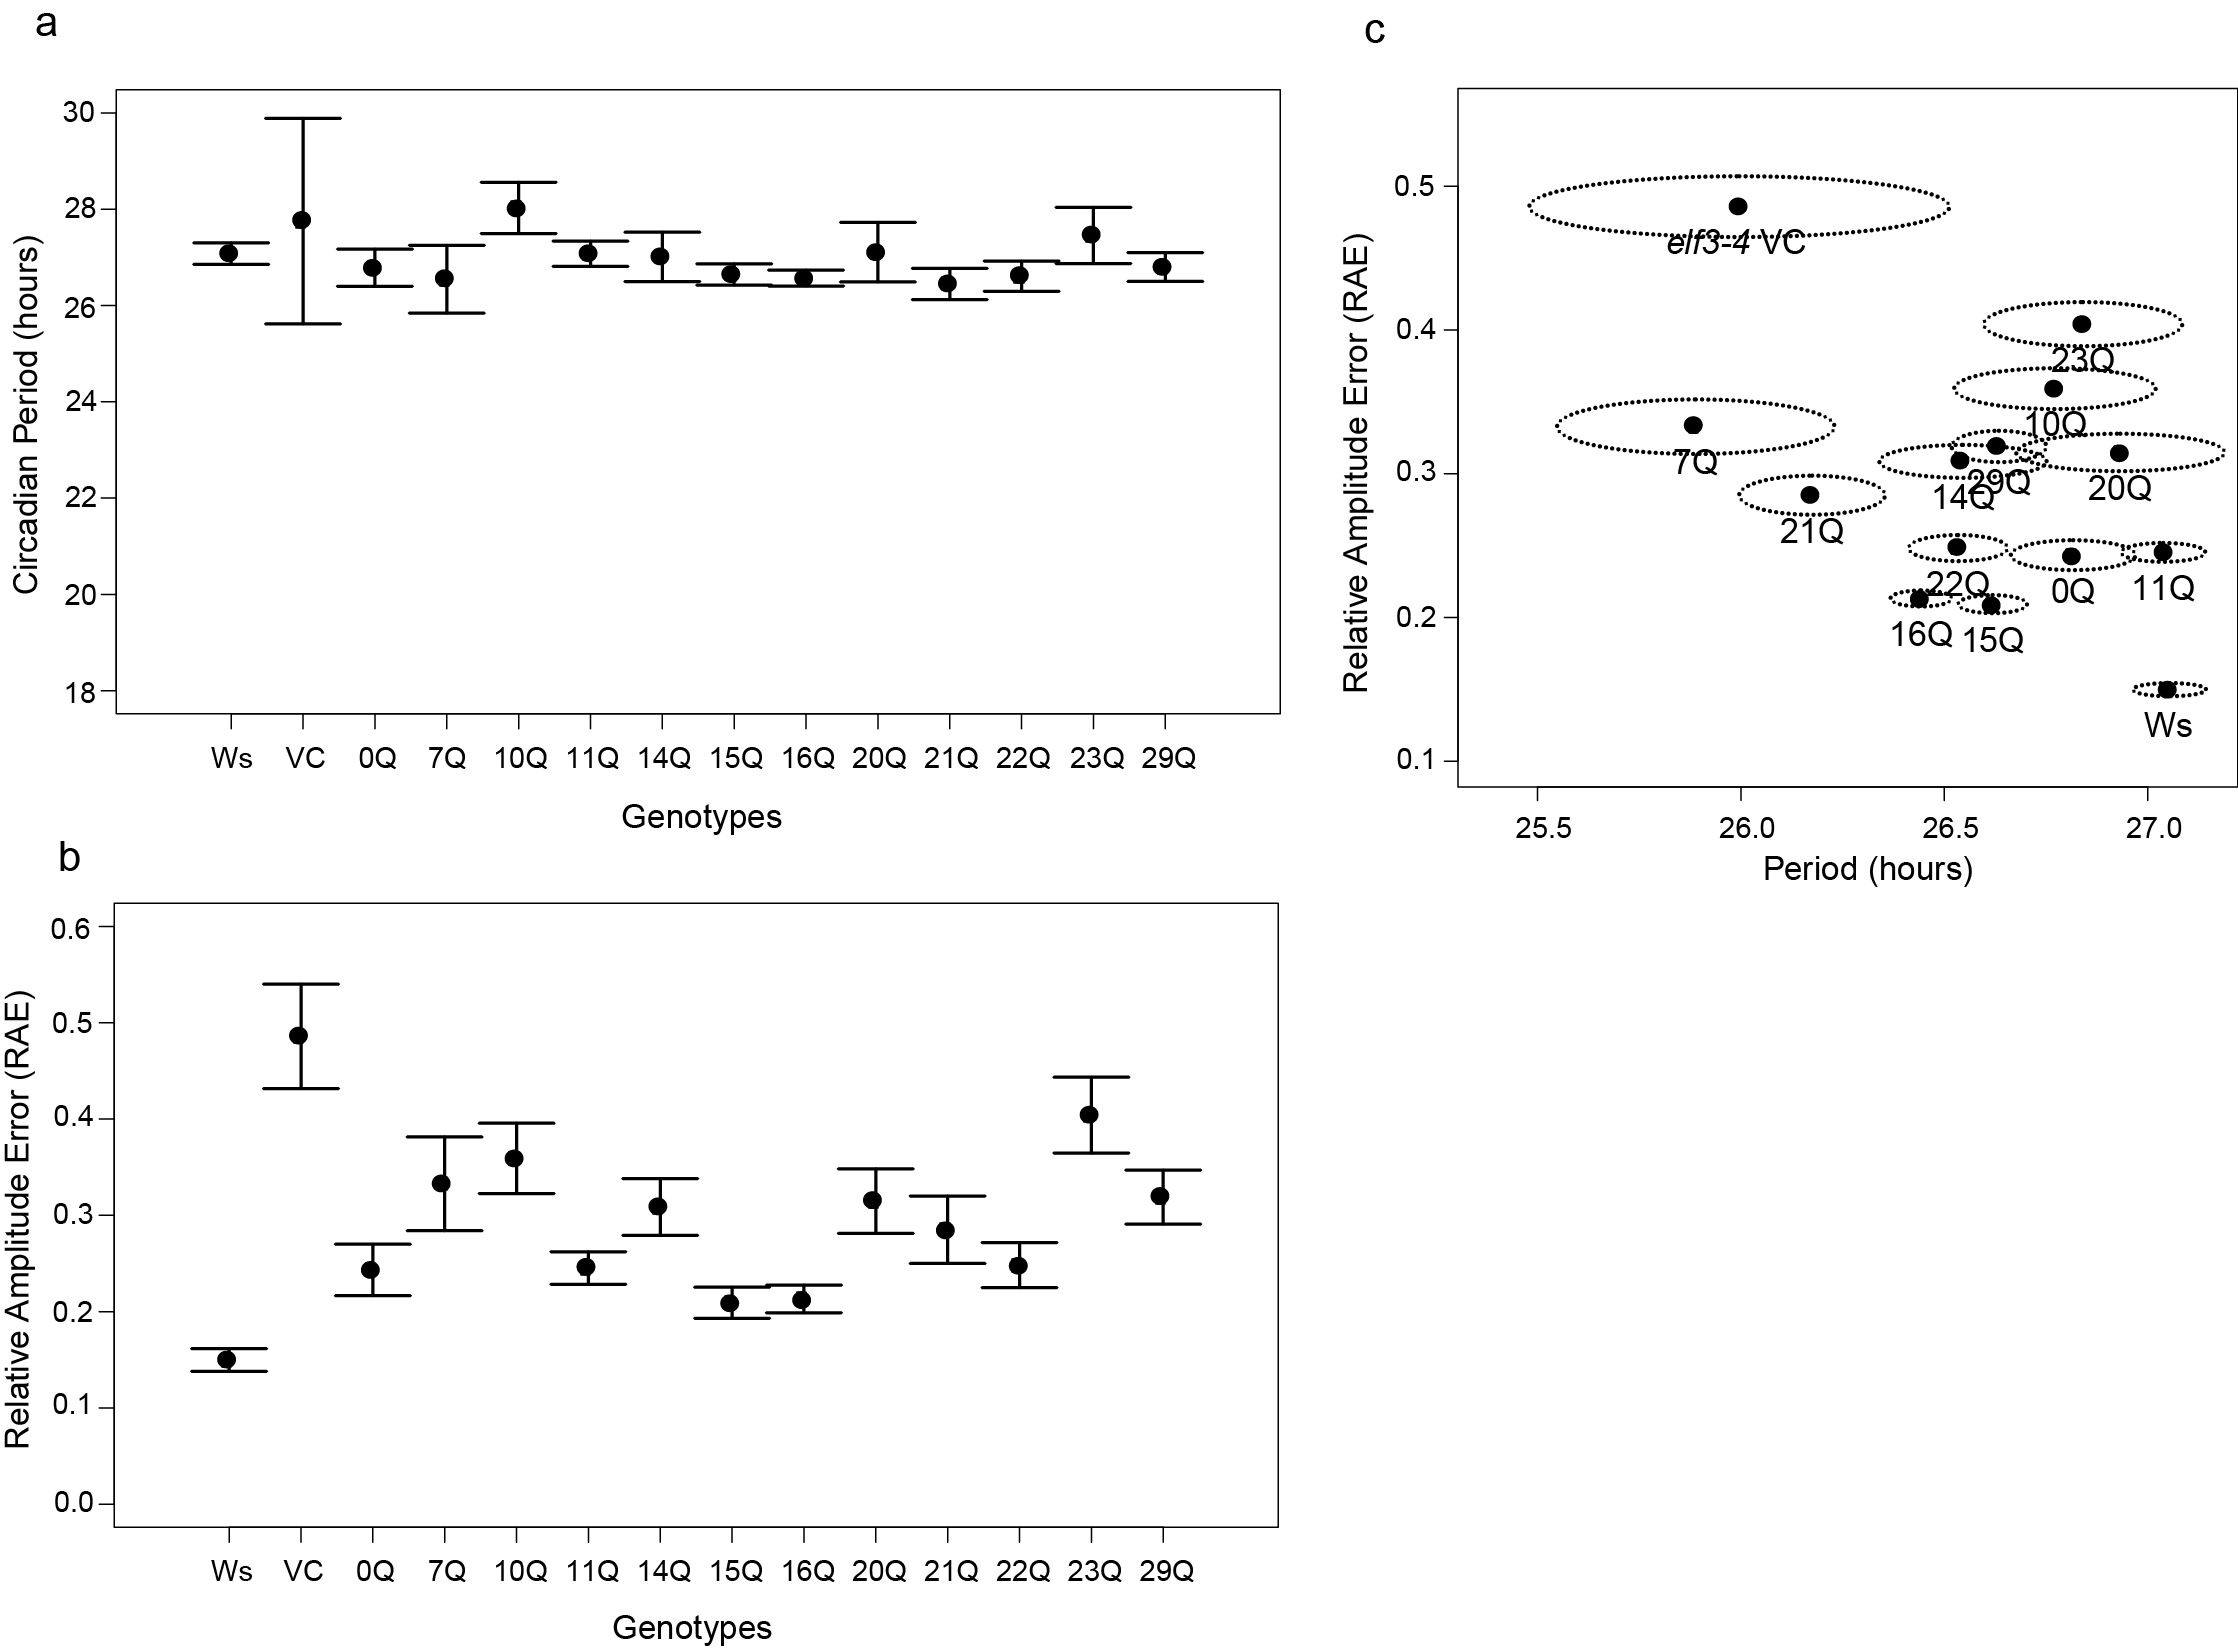 a
30
28
26
24
22
20
18
Circadian Period (hours)
Ws VC 0Q 7Q 10Q 11Q 14Q 15Q 16Q 20Q 21Q 22Q 23Q 29Q
Genotypes
b
0.6
0.5
0.4
0.3
0.2
0.1
0.0
Relative Amplitude Error (RAE)
Ws VC 0Q 7Q 10Q 11Q 14Q 15Q 16Q 20Q 21Q 22Q 23Q 29Q
Genotypes
c
0.5
0.4
0.3
0.2
0.1
Relative Amplitude Error (RAE)
elf3-4 VC
23Q
10Q
7Q
29Q
14Q
20Q
21Q
22Q
0Q
11Q
16Q
15Q
Ws
25.5 26.0 26.5 27.0
Period (hours)